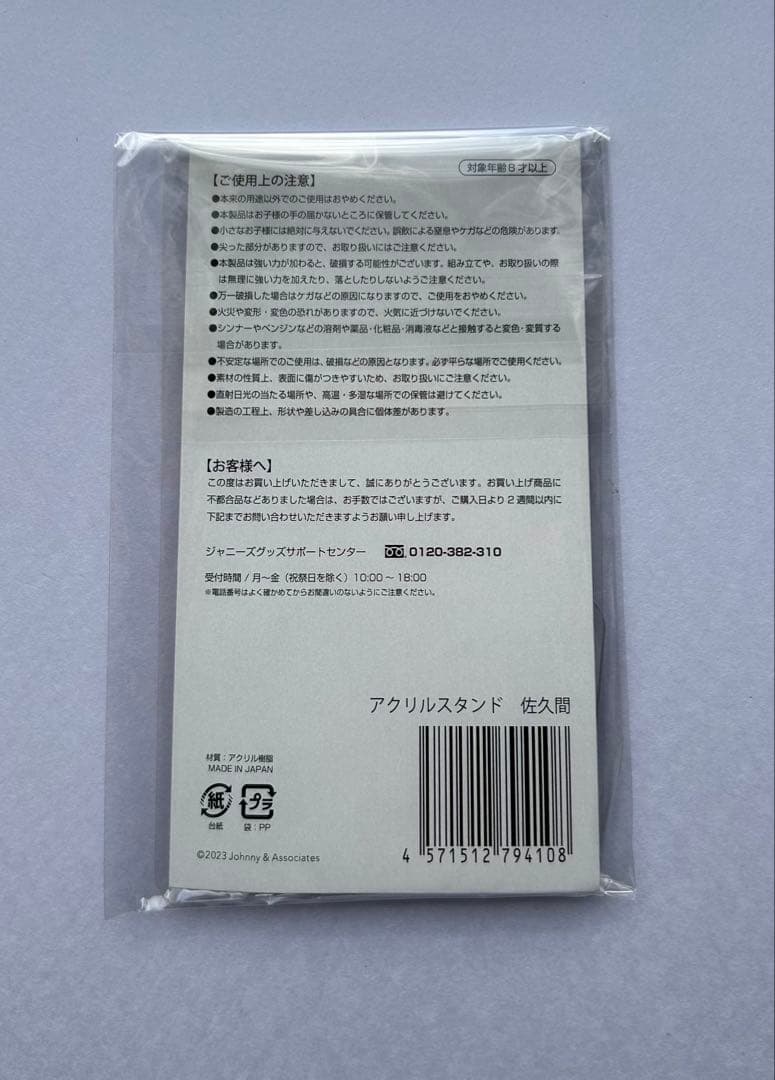 対象年齢8才以上
【ご使用上の注意】
●本来の用途以外でのご使用はおやめください。
●本製品はお子様の手の届かないところに保管してください。
●小さなお子様には絶対に与えないでください。誤飲による窒息やケガなどの危険があります。
●尖った部分がありますので、お取り扱いにはご注意ください。
●本製品は強い力が加わると、破損する可能性がございます。組み立てや、お取り扱いの際
は無理に強い力を加えたり、落としたりしないようご注意ください。
●万一破損した場合はケガなどの原因になりますので、ご使用をおやめください。
●火災や変形・変色の恐れがありますので、火気に近づけないでください。
●シンナーやベンジンなどの溶剤や薬品・化粧品・消毒液などと接触すると変色・変質する
場合があります。
●不安定な場所でのご使用は、破損などの原因となります。必ず平らな場所でご使用ください。
●素材の性質上、表面に傷がつきやすいため、お取り扱いにご注意ください。
●直射日光の当たる場所や、高温・多湿な場所での保管は避けてください。
●製造の工程上、形状や差し込みの具合に個体差があります。
【お客様へ】
この度はお買い上げいただきまして、誠にありがとうございます。お買い上げ商品に
不都合品などありました場合は、お手数ではございますが、ご購入日より2週間以内に
下記までお問い合わせいただきますようお願い申し上げます。
ジャニーズグッズサポートセンター 0120-382-310
受付時間/月〜金(祝祭日を除く)10:00〜18:00
※電話番号はよく確かめてからお間違いのないようにご注意ください。
アクリルスタンド 佐久間
材質:アクリル樹脂
MADE IN JAPAN
紙 プラ
台紙 袋:PP
©2023 Johnny & Associates
4 571512 794108